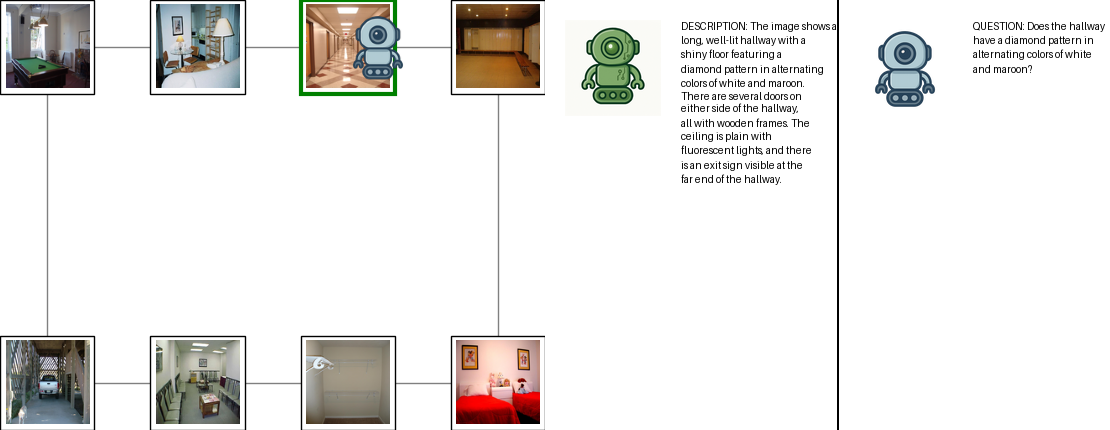 DESCRIPTION: The image shows a
long, well-lit hallway with a
shiny floor featuring a
diamond pattern in alternating
colors of white and maroon.
There are several doors on
either side of the hallway,
all with wooden frames. The
ceiling is plain with
fluorescent lights, and there
is an exit sign visible at the
far end of the hallway.
QUESTION: Does the hallway
have a diamond pattern in
alternating colors of white
and maroon?